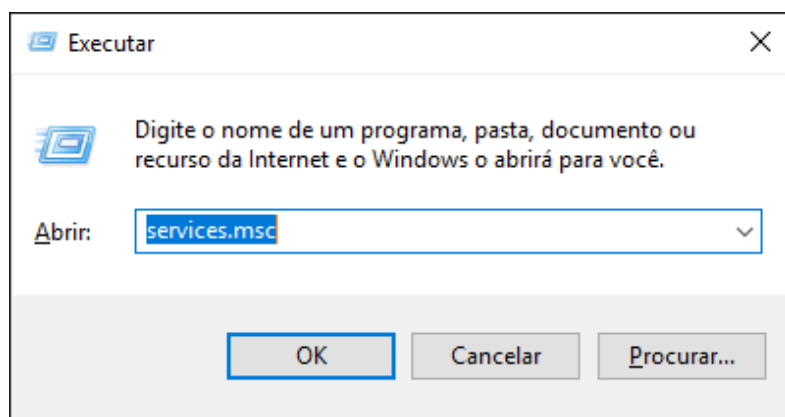 Executar
Digite o nome de um programa, pasta, documento ou
recurso da Internet e o Windows o abrirá para você.
Abrir: services.msc
OK Cancelar Procurar...